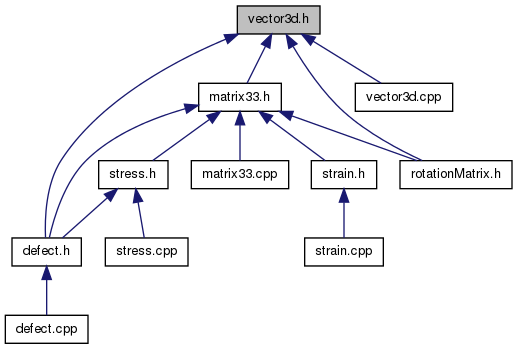 vector3d.h
matrix33.h
vector3d.cpp
stress.h
matrix33.cpp
strain.h
rotationMatrix.h
defect.h
stress.cpp
strain.cpp
defect.cpp